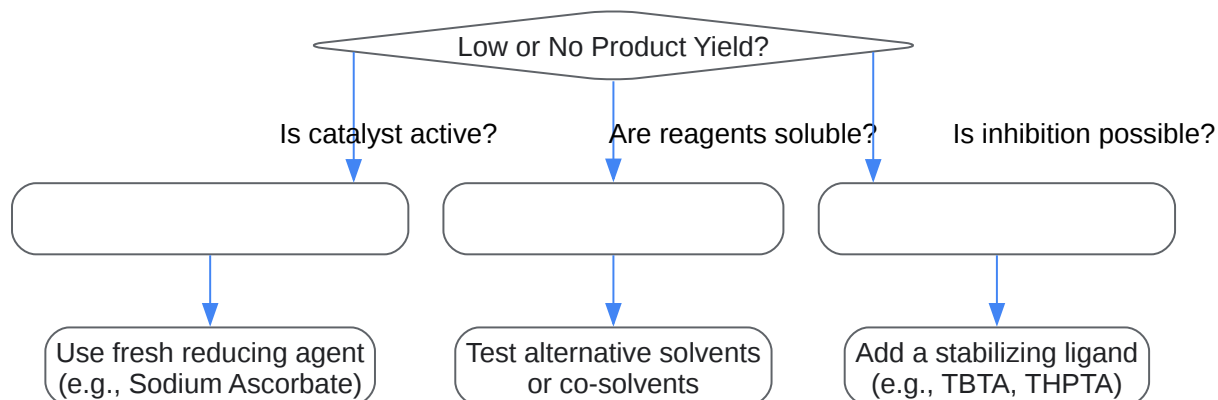 Low or No Product Yield?
Is catalyst active?
Are reagents soluble?
Is inhibition possible?
Use fresh reducing agent
(e.g., Sodium Ascorbate)
Test alternative solvents
or co-solvents
Add a stabilizing ligand
(e.g., TBTA, THPTA)